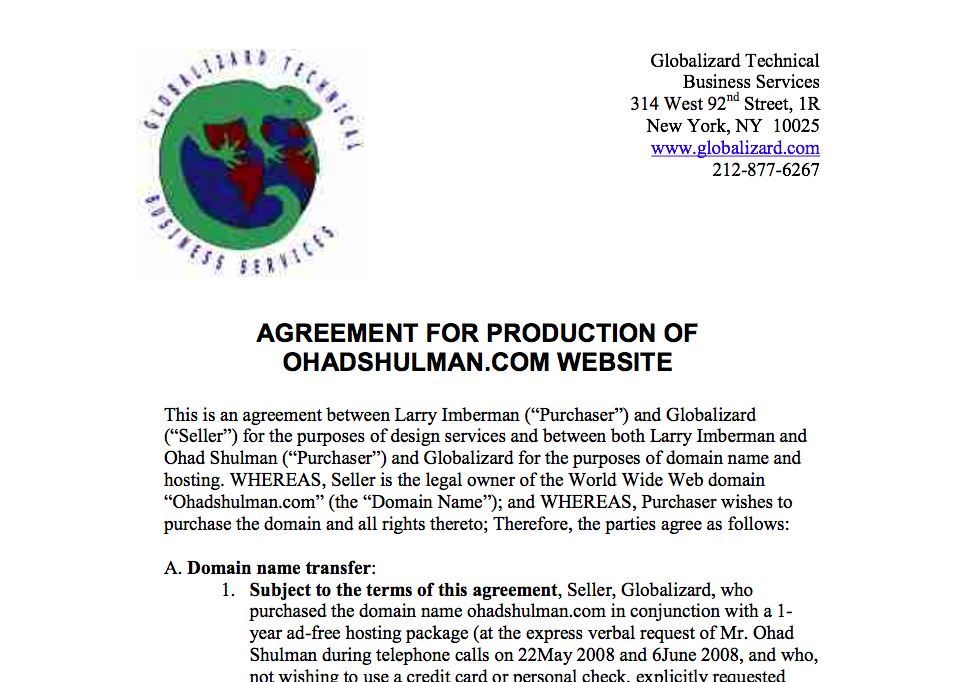 GLOBALIZARD TECHNICAL
BUSINESS SERVICES
Globalizard Technical
Business Services
314 West 92nd Street, 1R
New York, NY  10025
www.globalizard.com
212-877-6267
AGREEMENT FOR PRODUCTION OF
OHADSHULMAN.COM WEBSITE
This is an agreement between Larry Imberman (“Purchaser”) and Globalizard
(“Seller”) for the purposes of design services and between both Larry Imberman and
Ohad Shulman (“Purchaser”) and Globalizard for the purposes of domain name and
hosting. WHEREAS, Seller is the legal owner of the World Wide Web domain
“Ohadshulman.com” (the “Domain Name”); and WHEREAS, Purchaser wishes to
purchase the domain and all rights thereto; Therefore, the parties agree as follows:
A. Domain name transfer:
1. Subject to the terms of this agreement, Seller, Globalizard, who
purchased the domain name ohadshulman.com in conjunction with a 1-
year ad-free hosting package (at the express verbal request of Mr. Ohad
Shulman during telephone calls on 22May 2008 and 6June 2008, and who,
not wishing to use a credit card or personal check, explicitly requested